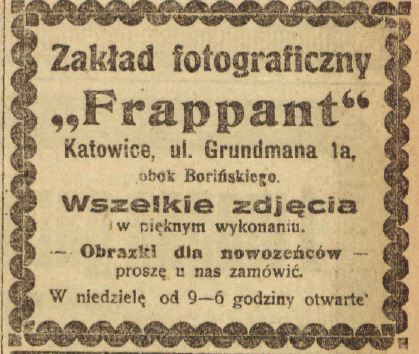 Zakład fotograficzny
„Frappant“
Katowice, ul. Grundmana 1a,
obok Borińskiego.
Wszelkie zdjęcia
w pięknym wykonaniu.
— Obrazki dla nowożeńców —
proszę u nas zamówić.
W niedzielę od 9—6 godziny otwarte